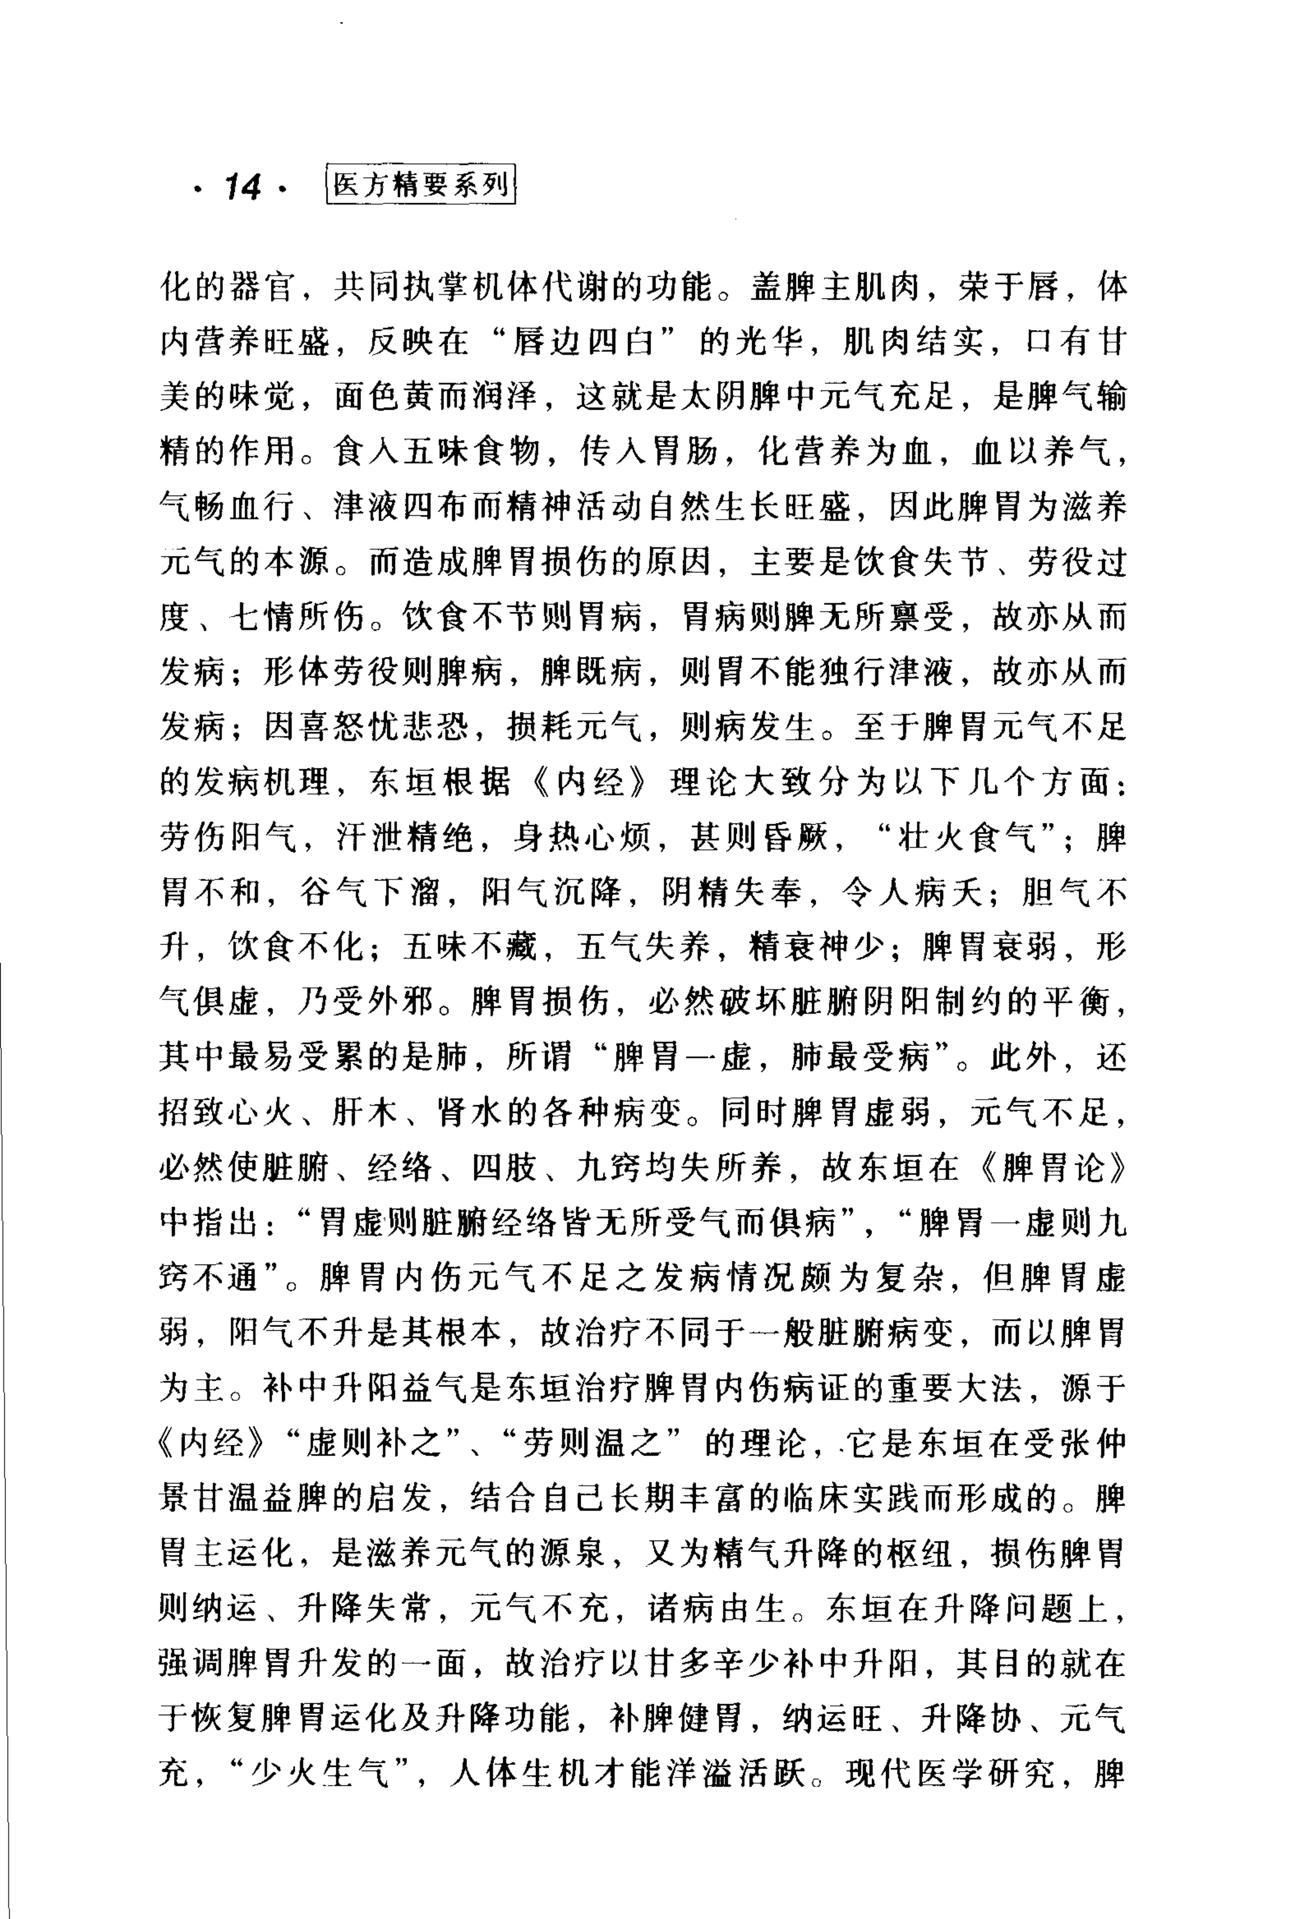 · 14 · 医方精要系列
化的器官，共同执掌机体代谢的功能。盖脾主肌肉，荣于唇，体
内营养旺盛，反映在“唇边四白”的光华，肌肉结实，口有甘
美的味觉，面色黄而润泽，这就是太阴脾中元气充足，是脾气输
精的作用。食入五味食物，传入胃肠，化营养为血，血以养气，
气畅血行、津液四布而精神活动自然生长旺盛，因此脾胃为滋养
元气的本源。而造成脾胃损伤的原因，主要是饮食失节、劳役过
度、七情所伤。饮食不节则胃病，胃病则脾无所禀受，故亦从而
发病；形体劳役则脾病，脾既病，则胃不能独行津液，故亦从而
发病；因喜怒忧悲恐，损耗元气，则病发生。至于脾胃元气不足
的发病机理，东垣根据《内经》理论大致分为以下几个方面：
劳伤阳气，汗泄精绝，身热心烦，甚则昏厥，“壮火食气”；脾
胃不和，谷气下溜，阳气沉降，阴精失奉，令人病夭；胆气不
升，饮食不化；五味不藏，五气失养，精衰神少；脾胃衰弱，形
气俱虚，乃受外邪。脾胃损伤，必然破坏脏腑阴阳制约的平衡，
其中最易受累的是肺，所谓“脾胃一虚，肺最受病”。此外，还
招致心火、肝木、肾水的各种病变。同时脾胃虚弱，元气不足，
必然使脏腑、经络、四肢、九窍均失所养，故东垣在《脾胃论》
中指出：“胃虚则脏腑经络皆无所受气而俱病”，“脾胃一虚则九
窍不通”。脾胃内伤元气不足之发病情况颇为复杂，但脾胃虚
弱，阳气不升是其根本，故治疗不同于一般脏腑病变，而以脾胃
为主。补中升阳益气是东垣治疗脾胃内伤病证的重要大法，源于
《内经》“虚则补之”、“劳则温之”的理论，它是东垣在受张仲
景甘温益脾的启发，结合自己长期丰富的临床实践而形成的。脾
胃主运化，是滋养元气的源泉，又为精气升降的枢纽，损伤脾胃
则纳运、升降失常，元气不充，诸病由生。东垣在升降问题上，
强调脾胃升发的一面，故治疗以甘多辛少补中升阳，其目的就在
于恢复脾胃运化及升降功能，补脾健胃，纳运旺、升降协、元气
充，“少火生气”，人体生机才能洋溢活跃。现代医学研究，脾